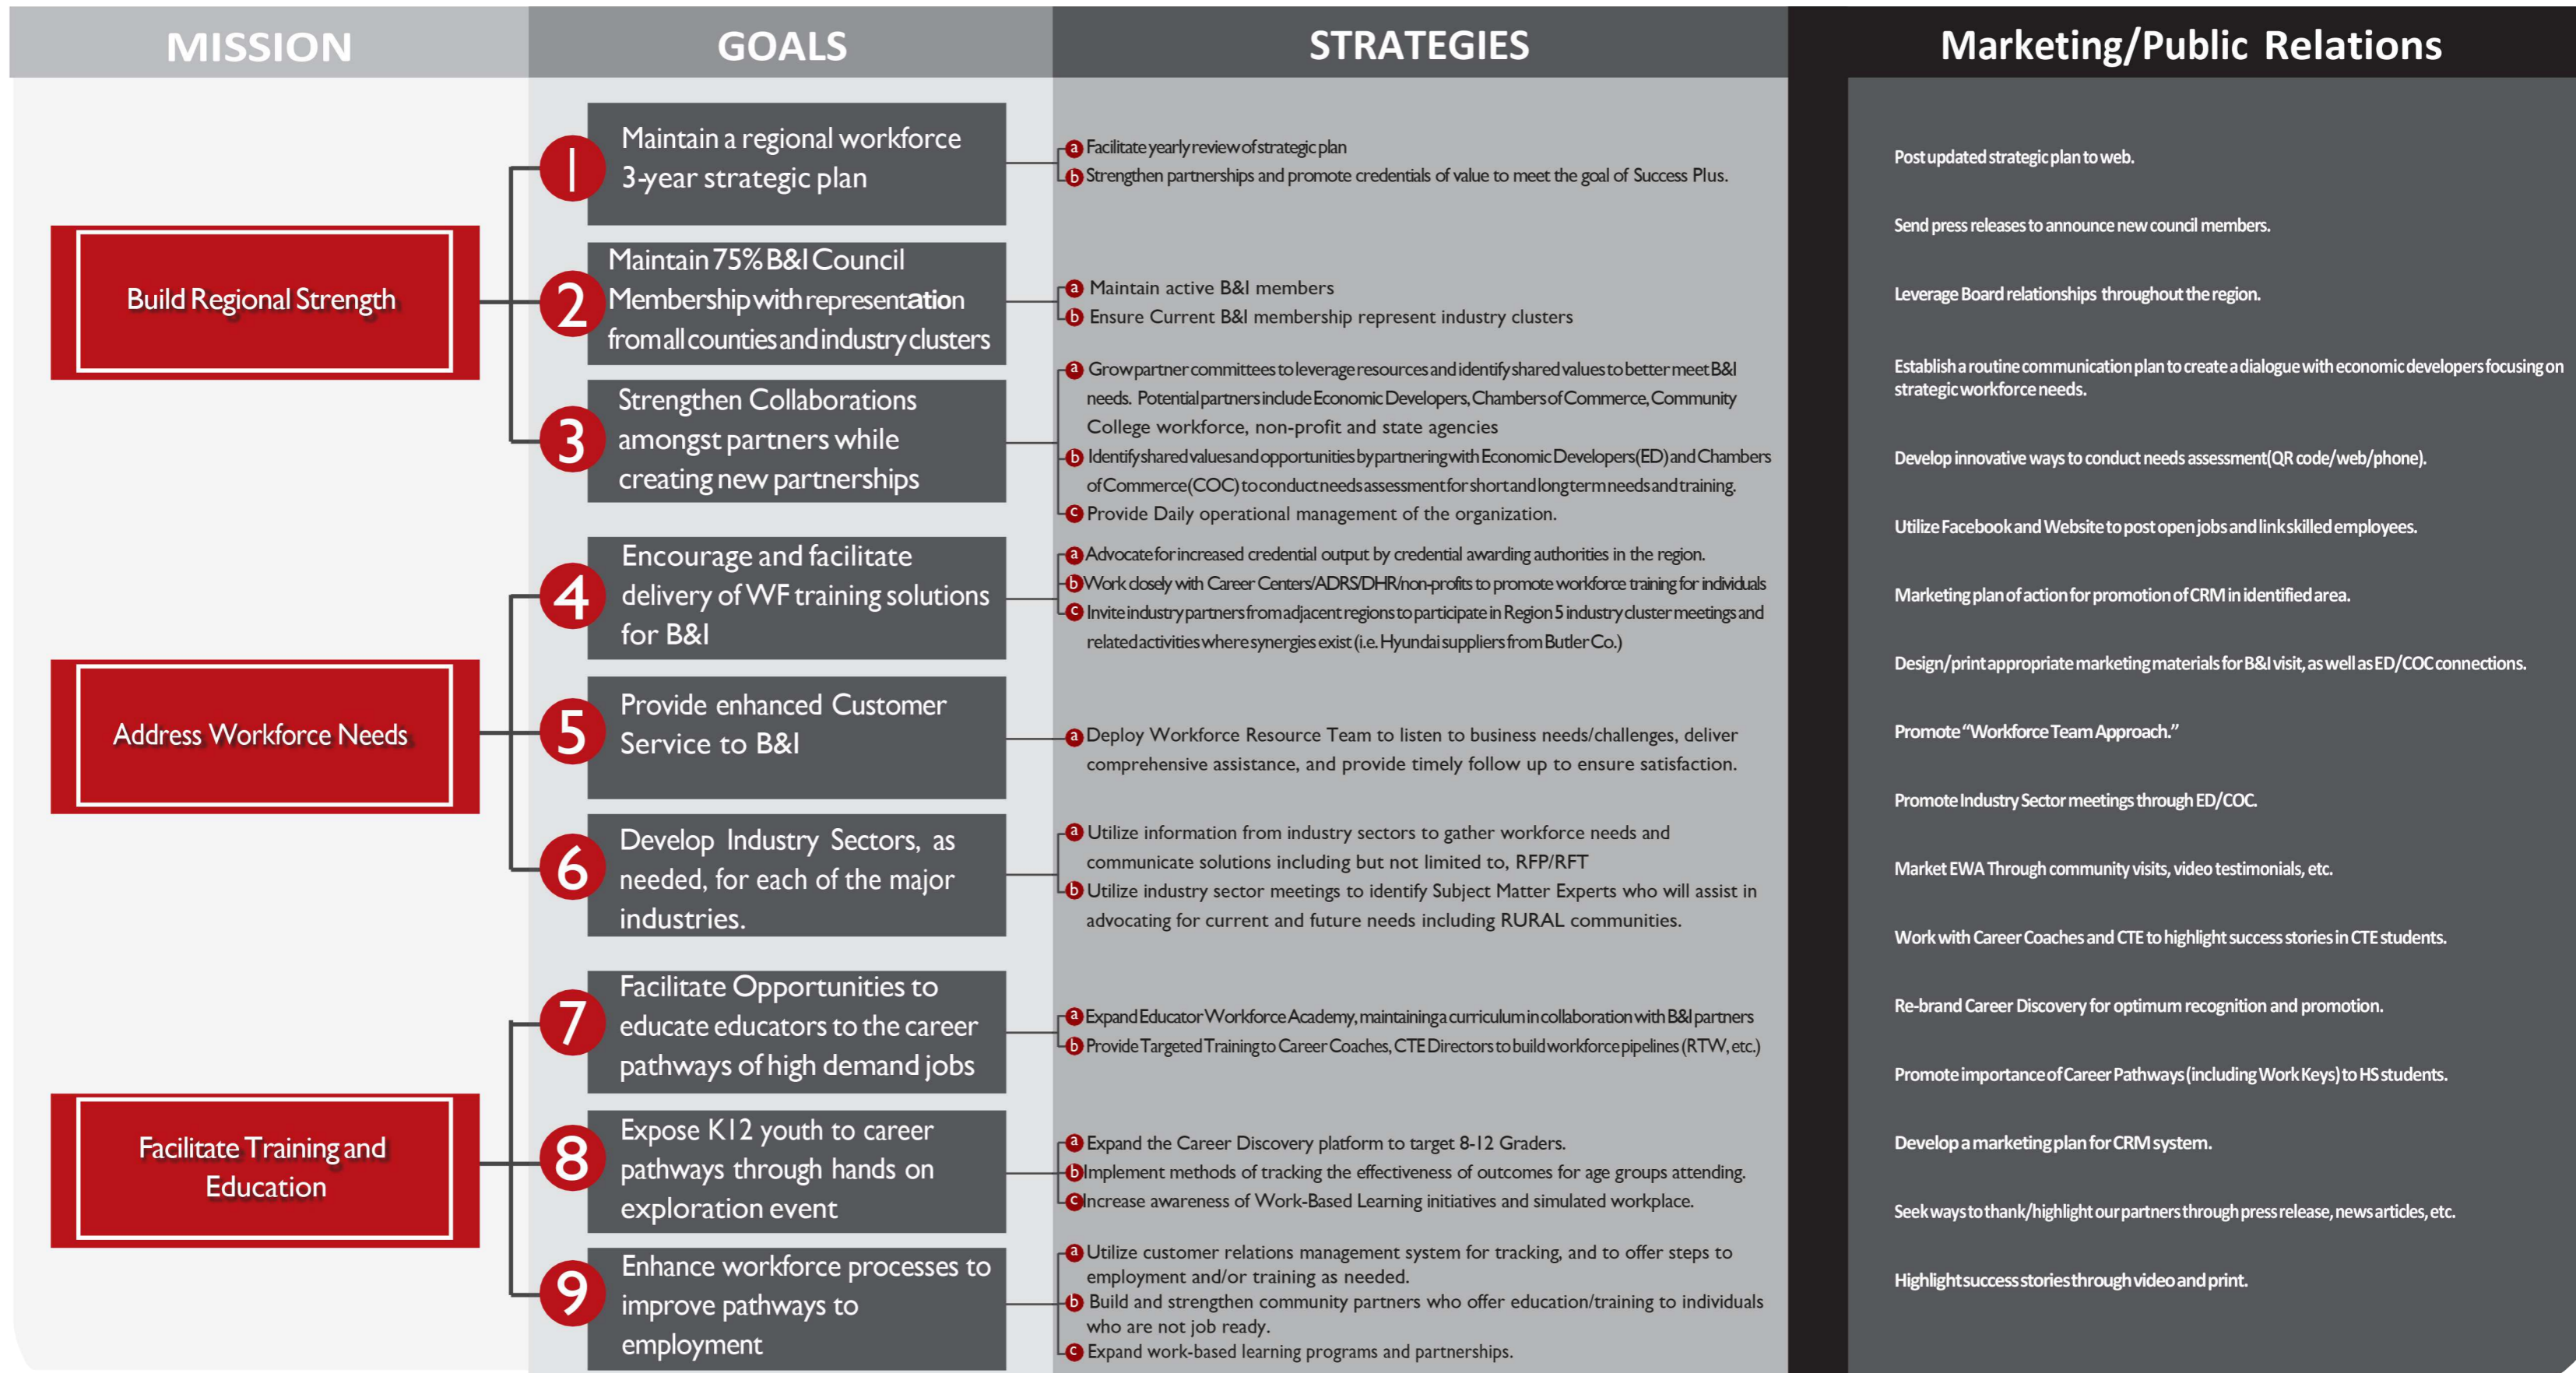 MISSION
GOALS
STRATEGIES
Marketing/Public Relations
Build Regional Strength
1
Maintain a regional workforce
3-year strategic plan
a Facilitate yearly review of strategic plan
b Strengthen partnerships and promote credentials of value to meet the goal of Success Plus.
2
Maintain 75% B&I Council
Membership with representation
from all counties and industry clusters
a Maintain active B&I members
b Ensure Current B&I membership represent industry clusters
3
Strengthen Collaborations
amongst partners while
creating new partnerships
a Grow partner committees to leverage resources and identify shared values to better meet B&I
needs. Potential partners include Economic Developers, Chambers of Commerce, Community
College workforce, non-profit and state agencies
b Identify shared values and opportunities by partnering with Economic Developers(ED) and Chambers
of Commerce(COC) to conduct needs assessment for short and long term needs and training.
c Provide Daily operational management of the organization.
Address Workforce Needs
4
Encourage and facilitate
delivery of WF training solutions
for B&I
a Advocate for increased credential output by credential awarding authorities in the region.
b Work closely with Career Centers/ADRS/DHR/non-profits to promote workforce training for individuals
c Invite industry partners from adjacent regions to participate in Region 5 industry cluster meetings and
related activities where synergies exist (i.e. Hyundai suppliers from Butler Co.)
5
Provide enhanced Customer
Service to B&I
a Deploy Workforce Resource Team to listen to business needs/challenges, deliver
comprehensive assistance, and provide timely follow up to ensure satisfaction.
6
Develop Industry Sectors, as
needed, for each of the major
industries.
a Utilize information from industry sectors to gather workforce needs and
communicate solutions including but not limited to, RFP/RFT
b Utilize industry sector meetings to identify Subject Matter Experts who will assist in
advocating for current and future needs including RURAL communities.
Facilitate Training and
Education
7
Facilitate Opportunities to
educate educators to the career
pathways of high demand jobs
a Expand Educator Workforce Academy, maintaining a curriculum in collaboration with B&I partners
b Provide Targeted Training to Career Coaches, CTE Directors to build workforce pipelines (RTW, etc.)
8
Expose K12 youth to career
pathways through hands on
exploration event
a Expand the Career Discovery platform to target 8-12 Graders.
b Implement methods of tracking the effectiveness of outcomes for age groups attending.
c Increase awareness of Work-Based Learning initiatives and simulated workplace.
9
Enhance workforce processes to
improve pathways to
employment
a Utilize customer relations management system for tracking, and to offer steps to
employment and/or training as needed.
b Build and strengthen community partners who offer education/training to individuals
who are not job ready.
c Expand work-based learning programs and partnerships.
Post updated strategic plan to web.
Send press releases to announce new council members.
Leverage Board relationships throughout the region.
Establish a routine communication plan to create a dialogue with economic developers focusing on
strategic workforce needs.
Develop innovative ways to conduct needs assessment(QR code/web/phone).
Utilize Facebook and Website to post open jobs and link skilled employees.
Marketing plan of action for promotion of CRM in identified area.
Design/print appropriate marketing materials for B&I visit, as well as ED/COC connections.
Promote “Workforce Team Approach.”
Promote Industry Sector meetings through ED/COC.
Market EWA Through community visits, video testimonials, etc.
Work with Career Coaches and CTE to highlight success stories in CTE students.
Re-brand Career Discovery for optimum recognition and promotion.
Promote importance of Career Pathways (including Work Keys) to HS students.
Develop a marketing plan for CRM system.
Seek ways to thank/highlight our partners through press release, news articles, etc.
Highlight success stories through video and print.